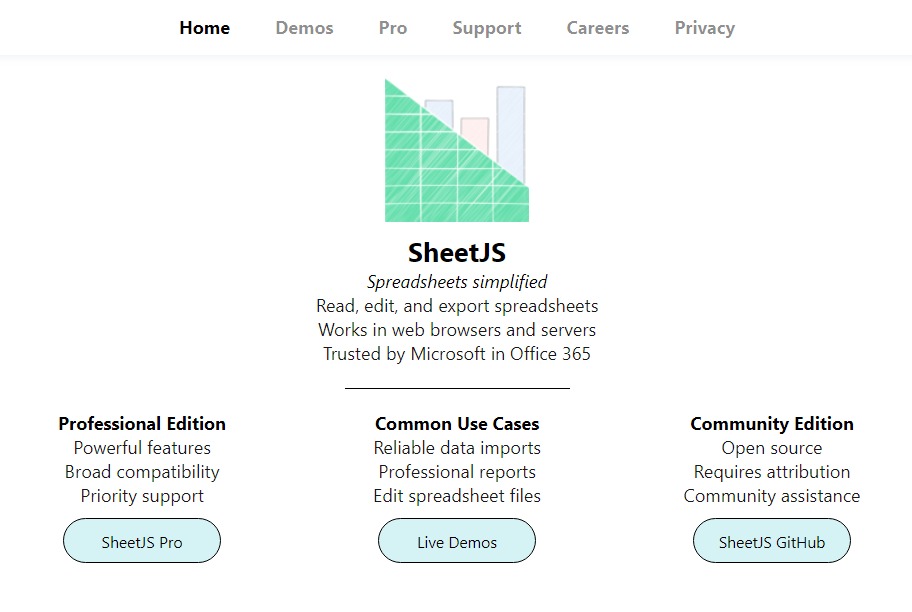 Home Demos Pro Support Careers Privacy
SheetJS
Spreadsheets simplified
Read, edit, and export spreadsheets
Works in web browsers and servers
Trusted by Microsoft in Office 365
Professional Edition
Powerful features
Broad compatibility
Priority support
SheetJS Pro
Common Use Cases
Reliable data imports
Professional reports
Edit spreadsheet files
Live Demos
Community Edition
Open source
Requires attribution
Community assistance
SheetJS GitHub